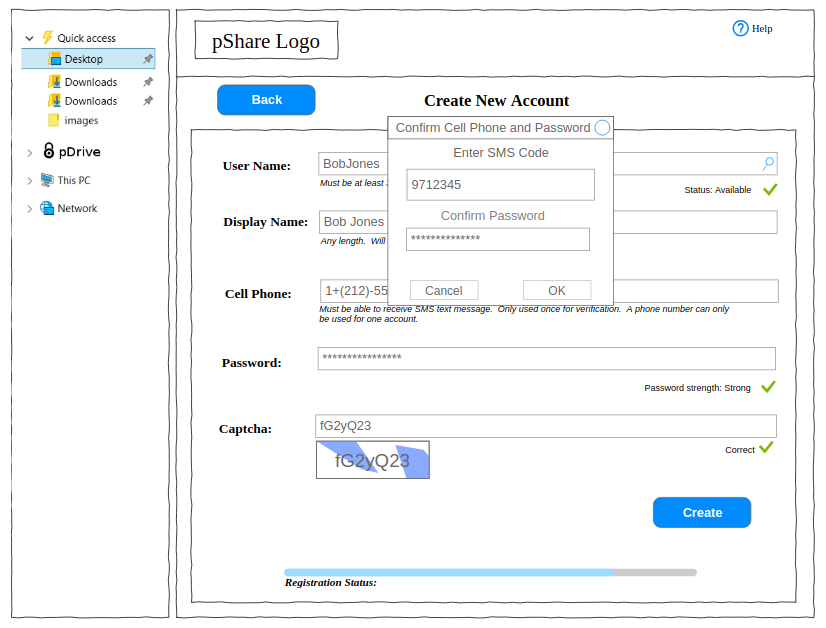 Quick access
Desktop
Downloads
Downloads
images
pDrive
This PC
Network
pShare Logo
? Help
Back
Create New Account
Confirm Cell Phone and Password
Enter SMS Code
9712345
Confirm Password
**************
Cancel
OK
User Name:
BobJones
Must be at least
Status: Available
Display Name:
Bob Jones
Any length. Will
Cell Phone:
1+(212)-55
Must be able to receive SMS text message. Only used once for verification. A phone number can only
be used for one account.
Password:
****************
Password strength: Strong
Captcha:
fG2yQ23
fG2yQ23
Correct
Create
Registration Status: